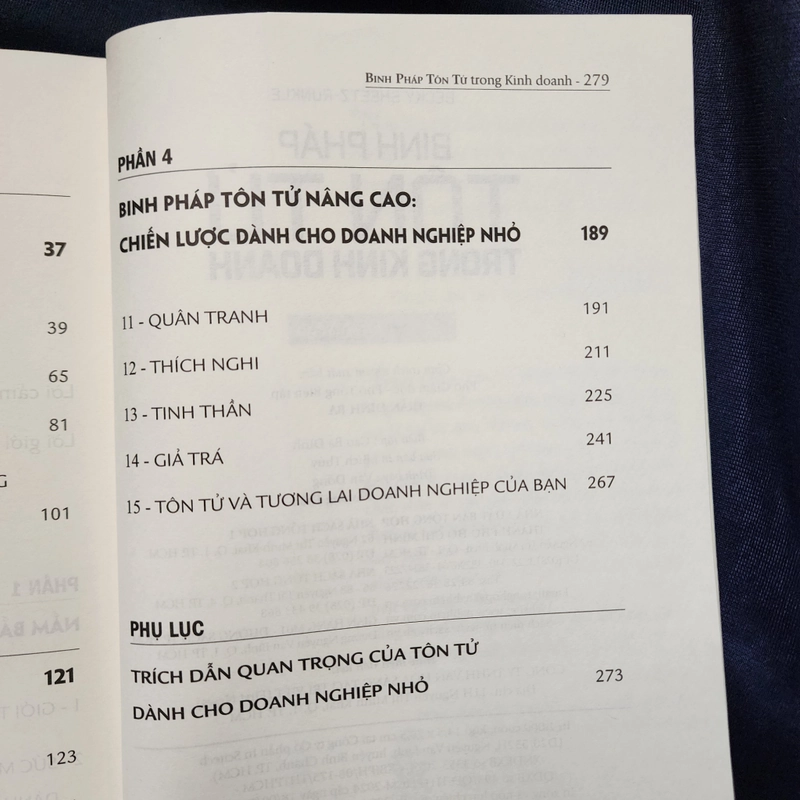 37
39
65
81
G
101
121
123
BINH PHÁP TÔN TỬ trong Kinh doanh - 279
PHẦN 4
BINH PHÁP TÔN TỬ NÂNG CAO:
CHIẾN LƯỢC DÀNH CHO DOANH NGHIỆP NHỎ 189
11 - QUÂN TRANH 191
12 - THÍCH NGHI 211
13 - TINH THẦN 225
14 - GIẢ TRÁ 241
15 - TÔN TỬ VÀ TƯƠNG LAI DOANH NGHIỆP CỦA BẠN 267
PHỤ LỤC
TRÍCH DẪN QUAN TRỌNG CỦA TÔN TỬ
DÀNH CHO DOANH NGHIỆP NHỎ 273